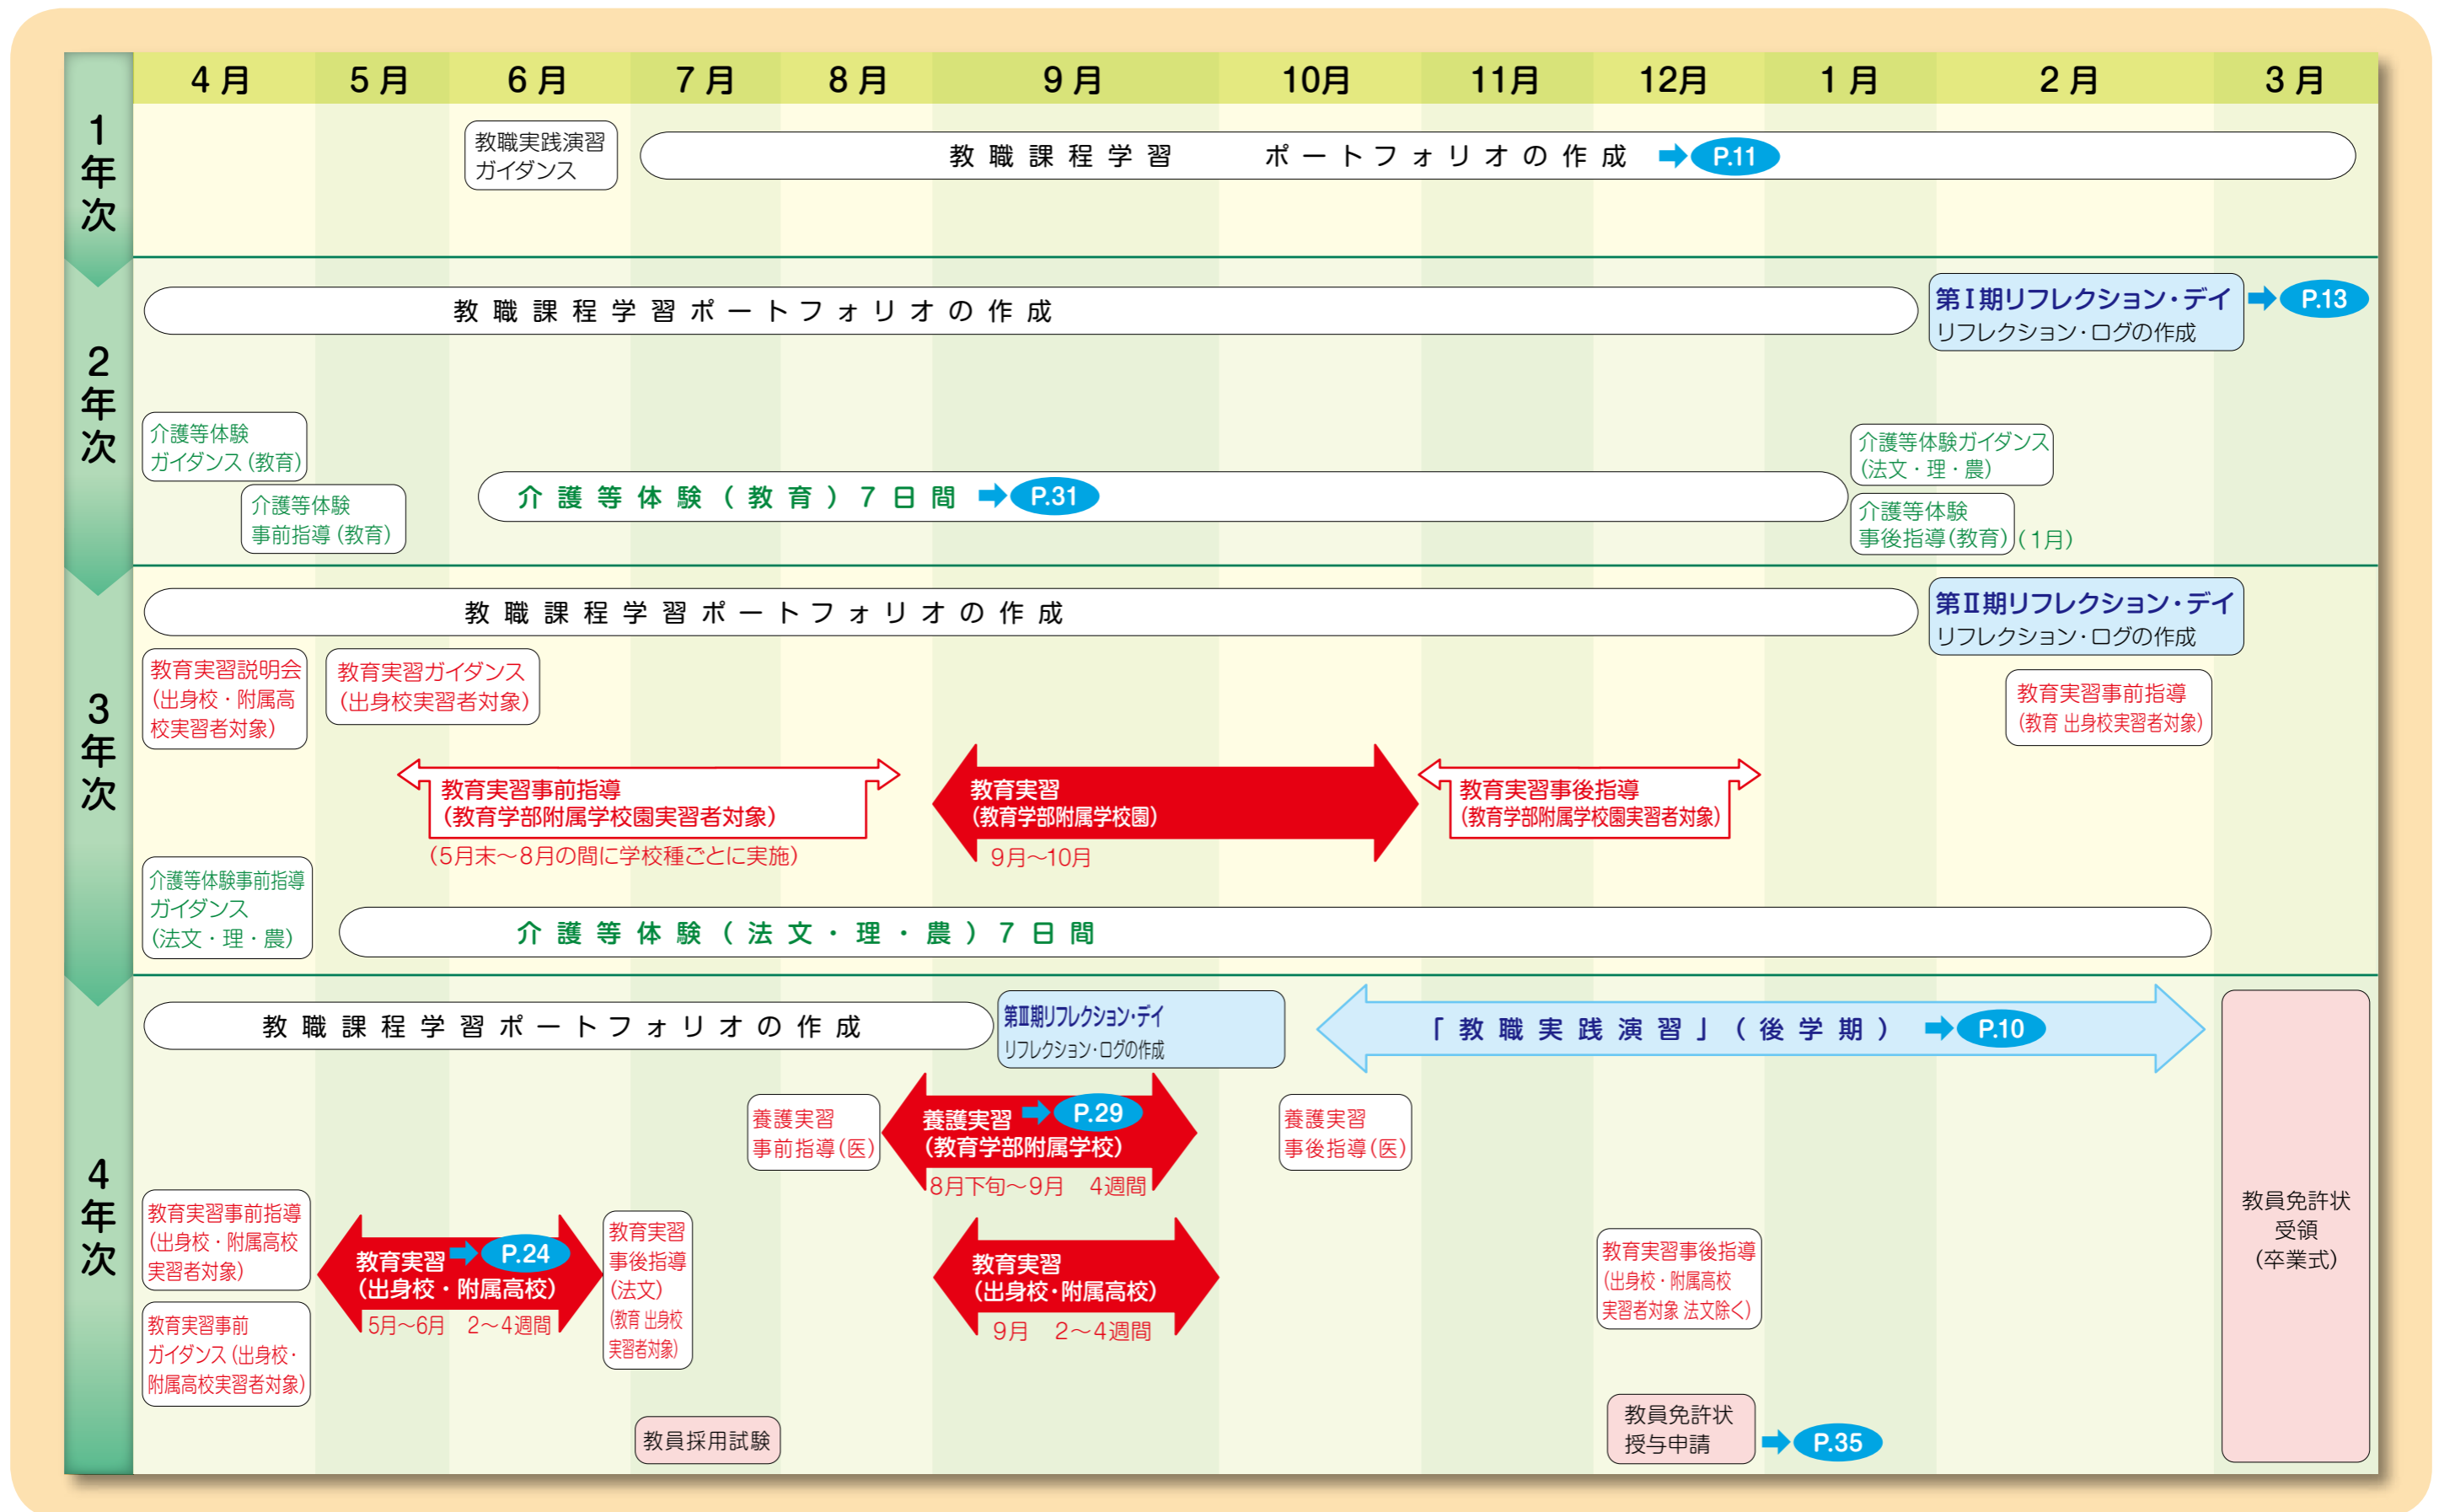 4月 5月 6月 7月 8月 9月 10月 11月 12月 1月 2月 3月
1年次
教職実践演習
ガイダンス
教職課程学習 ポートフォリオの作成 ➡ P.11
2年次
教職課程学習ポートフォリオの作成
第Ⅰ期リフレクション・デイ ➡ P.13
リフレクション・ログの作成
介護等体験
ガイダンス(教育)
介護等体験
事前指導(教育)
介護等体験(教育)7日間 ➡ P.31
介護等体験ガイダンス
(法文・理・農)
介護等体験
事後指導(教育)(1月)
3年次
教職課程学習ポートフォリオの作成
第Ⅱ期リフレクション・デイ
リフレクション・ログの作成
教育実習説明会
(出身校・附属高
校実習者対象)
教育実習ガイダンス
(出身校実習者対象)
教育実習事前指導
(教育 出身校実習者対象)
教育実習事前指導
(教育学部附属学校園実習者対象)
(5月末〜8月の間に学校種ごとに実施)
教育実習
(教育学部附属学校園)
9月〜10月
教育実習事後指導
(教育学部附属学校園実習者対象)
介護等体験事前指導
ガイダンス
(法文・理・農)
介護等体験(法文・理・農)7日間
4年次
教職課程学習ポートフォリオの作成
第Ⅲ期リフレクション・デイ
リフレクション・ログの作成
「教職実践演習」(後学期) ➡ P.10
養護実習
事前指導(医)
養護実習 ➡ P.29
(教育学部附属学校)
8月下旬〜9月 4週間
養護実習
事後指導(医)
教育実習事前指導
(出身校・附属高校
実習者対象)
教育実習事前
ガイダンス(出身校・
附属高校実習者対象)
教育実習 ➡ P.24
(出身校・附属高校)
5月〜6月 2〜4週間
教育実習
事後指導
(法文)
(教育 出身校
実習者対象)
教育実習
(出身校・附属高校)
9月 2〜4週間
教育実習事後指導
(出身校・附属高校
実習者対象 法文除く)
教員採用試験
教員免許状
授与申請 ➡ P.35
教員免許状
受領
(卒業式)